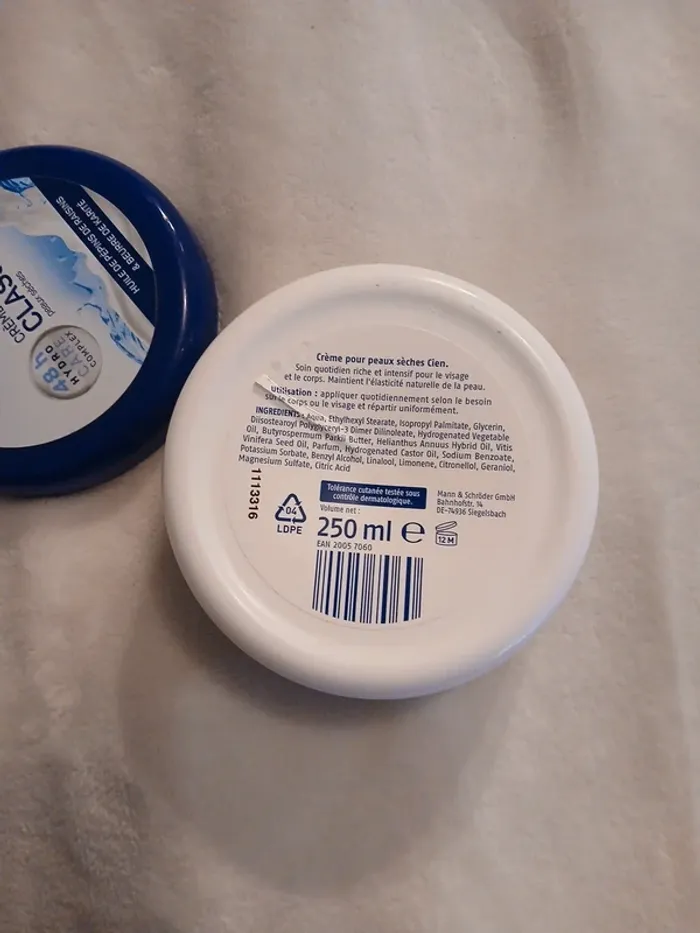 HUILE DE PÉPINS DE RAISINS
& BEURRE DE KARITÉ
CRÈME
CLAS
peaux sèches
48h
HYDRO
CARE
COMPLEX
Crème pour peaux sèches Cien.
Soin quotidien riche et intensif pour le visage
et le corps. Maintient l'élasticité naturelle de la peau.
Utilisation : appliquer quotidiennement selon le besoin
sur le corps ou le visage et répartir uniformément.
INGREDIENTS: Aqua, Ethylhexyl Stearate, Isopropyl Palmitate, Glycerin,
Diisostearoyl Polyglyceryl-3 Dimer Dilinoleate, Hydrogenated Vegetable
Oil, Butyrospermum Parkii Butter, Helianthus Annuus Hybrid Oil, Vitis
Vinifera Seed Oil, Parfum, Hydrogenated Castor Oil, Sodium Benzoate,
Potassium Sorbate, Benzyl Alcohol, Linalool, Limonene, Citronellol, Geraniol,
Magnesium Sulfate, Citric Acid
1113316
Tolérance cutanée testée sous
contrôle dermatologique.
Mann & Schröder GmbH
Bahnhofstr. 14
DE-74936 Siegelsbach
04
LDPE
Volume net :
250 ml ℮
12 M
EAN 2005 7060